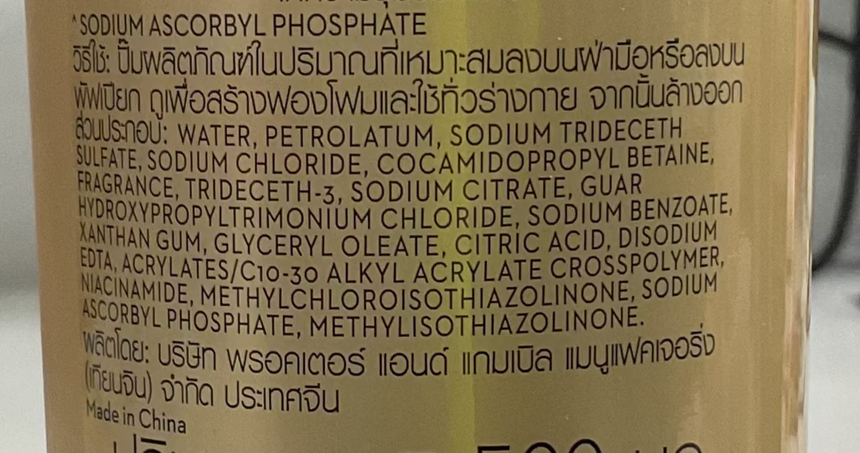 ^SODIUM ASCORBYL PHOSPHATE
วิธีใช้: ปั๊มผลิตภัณฑ์ในปริมาณที่เหมาะสมลงบนฝ่ามือหรือลงบน
พัฟเปียก ถูเพื่อสร้างฟองโฟมและใช้ทั่วร่างกาย จากนั้นล้างออก
ส่วนประกอบ: WATER, PETROLATUM, SODIUM TRIDECETH
SULFATE, SODIUM CHLORIDE, COCAMIDOPROPYL BETAINE,
FRAGRANCE, TRIDECETH-3, SODIUM CITRATE, GUAR
HYDROXYPROPYLTRIMONIUM CHLORIDE, SODIUM BENZOATE,
XANTHAN GUM, GLYCERYL OLEATE, CITRIC ACID, DISODIUM
EDTA, ACRYLATES/C10-30 ALKYL ACRYLATE CROSSPOLYMER,
NIACINAMIDE, METHYLCHLOROISOTHIAZOLINONE, SODIUM
ASCORBYL PHOSPHATE, METHYLISOTHIAZOLINONE.
ผลิตโดย: บริษัท พรอคเตอร์ แอนด์ แกมเบิล แมนูแฟคเจอริ่ง
(เทียนจิน) จำกัด ประเทศจีน
Made in China